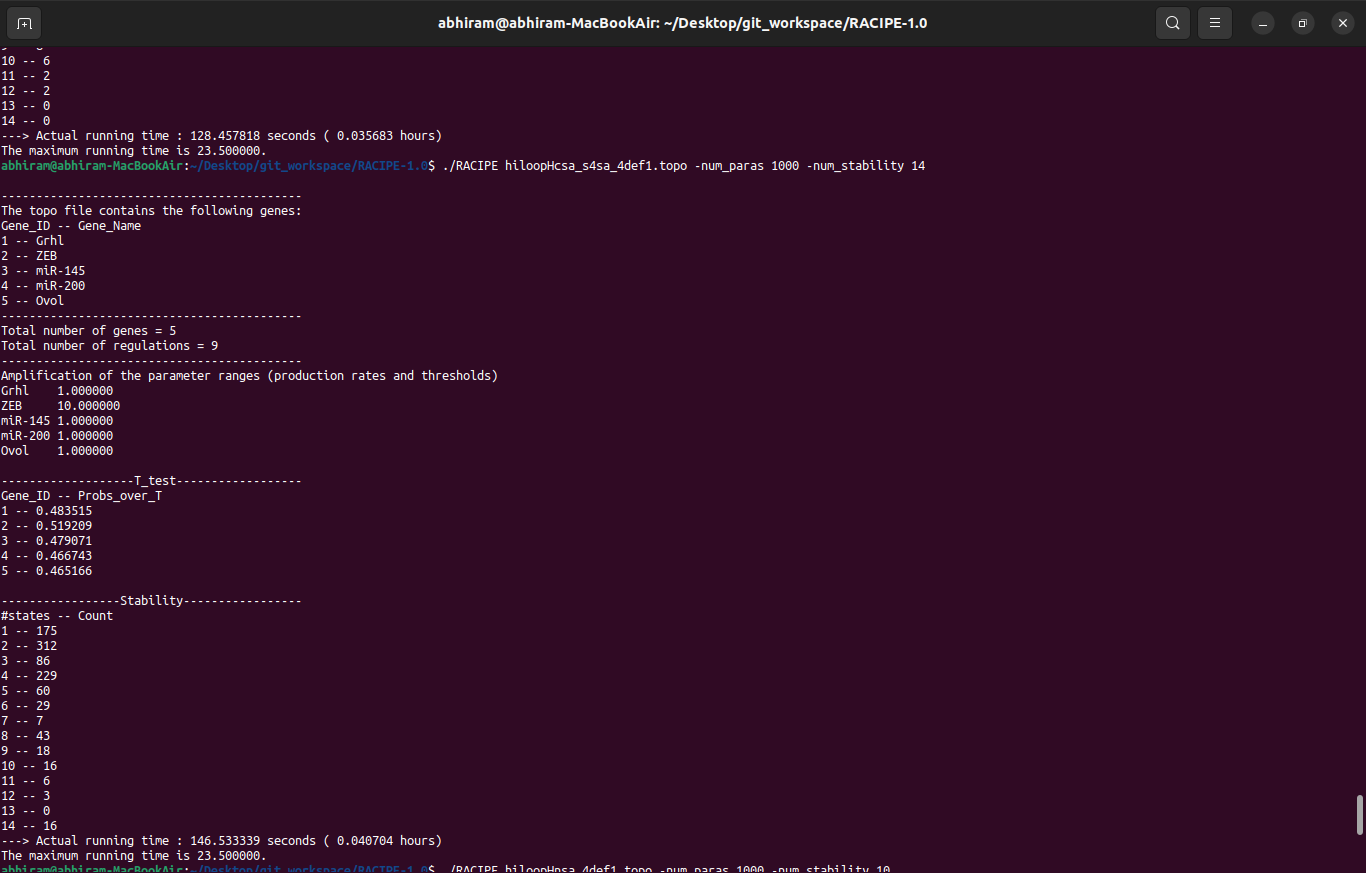 abhiram@abhiram-MacBookAir: ~/Desktop/git_workspace/RACIPE-1.0
10 -- 6
11 -- 2
12 -- 2
13 -- 0
14 -- 0
---> Actual running time : 128.457818 seconds ( 0.035683 hours)
The maximum running time is 23.500000.
abhiram@abhiram-MacBookAir:~/Desktop/git_workspace/RACIPE-1.0$ ./RACIPE hiloopHcsa_s4sa_4def1.topo -num_paras 1000 -num_stability 14
-------------------------------------------
The topo file contains the following genes:
Gene_ID -- Gene_Name
1 -- Grhl
2 -- ZEB
3 -- miR-145
4 -- miR-200
5 -- Ovol
-------------------------------------------
Total number of genes = 5
Total number of regulations = 9
-------------------------------------------
Amplification of the parameter ranges (production rates and thresholds)
Grhl    1.000000
ZEB     10.000000
miR-145 1.000000
miR-200 1.000000
Ovol    1.000000
-------------------T_test------------------
Gene_ID -- Probs_over_T
1 -- 0.483515
2 -- 0.519209
3 -- 0.479071
4 -- 0.466743
5 -- 0.465166
-----------------Stability-----------------
#states -- Count
1 -- 175
2 -- 312
3 -- 86
4 -- 229
5 -- 60
6 -- 29
7 -- 7
8 -- 43
9 -- 18
10 -- 16
11 -- 6
12 -- 3
13 -- 0
14 -- 16
---> Actual running time : 146.533339 seconds ( 0.040704 hours)
The maximum running time is 23.500000.
abhiram@abhiram-MacBookAir:~/Desktop/git_workspace/RACIPE-1.0$ ./RACIPE hiloopHnsa_4def1.topo -num_paras 1000 -num_stability 10